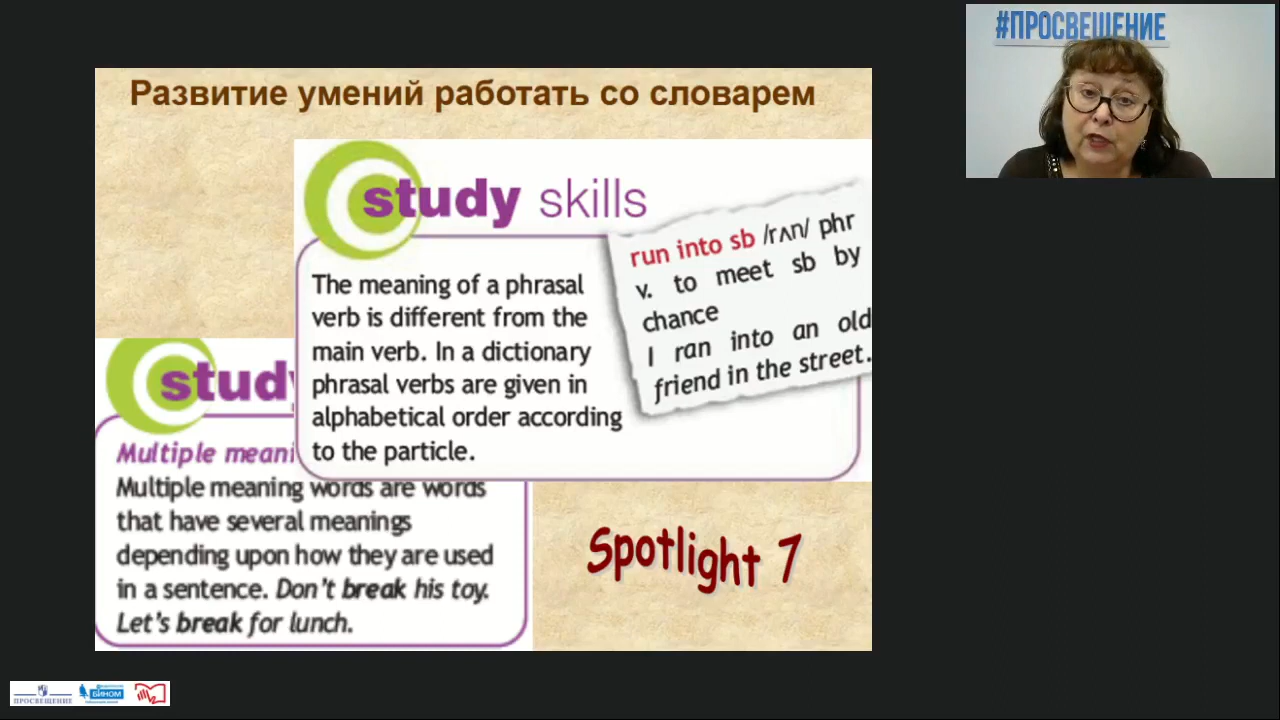 #ПРОСВЕЩЕНИЕ
Развитие умений работать со словарем
study skills
The meaning of a phrasal
verb is different from the
main verb. In a dictionary
phrasal verbs are given in
alphabetical order according
to the particle.
run into sb /rʌn/ phr
v. to meet sb by
chance
I ran into an old
friend in the street.
study
Multiple meani
Multiple meaning words are words
that have several meanings
depending upon how they are used
in a sentence. Don't break his toy.
Let's break for lunch.
Spotlight 7
ПРОСВЕЩЕНИЕ
БИНОМ